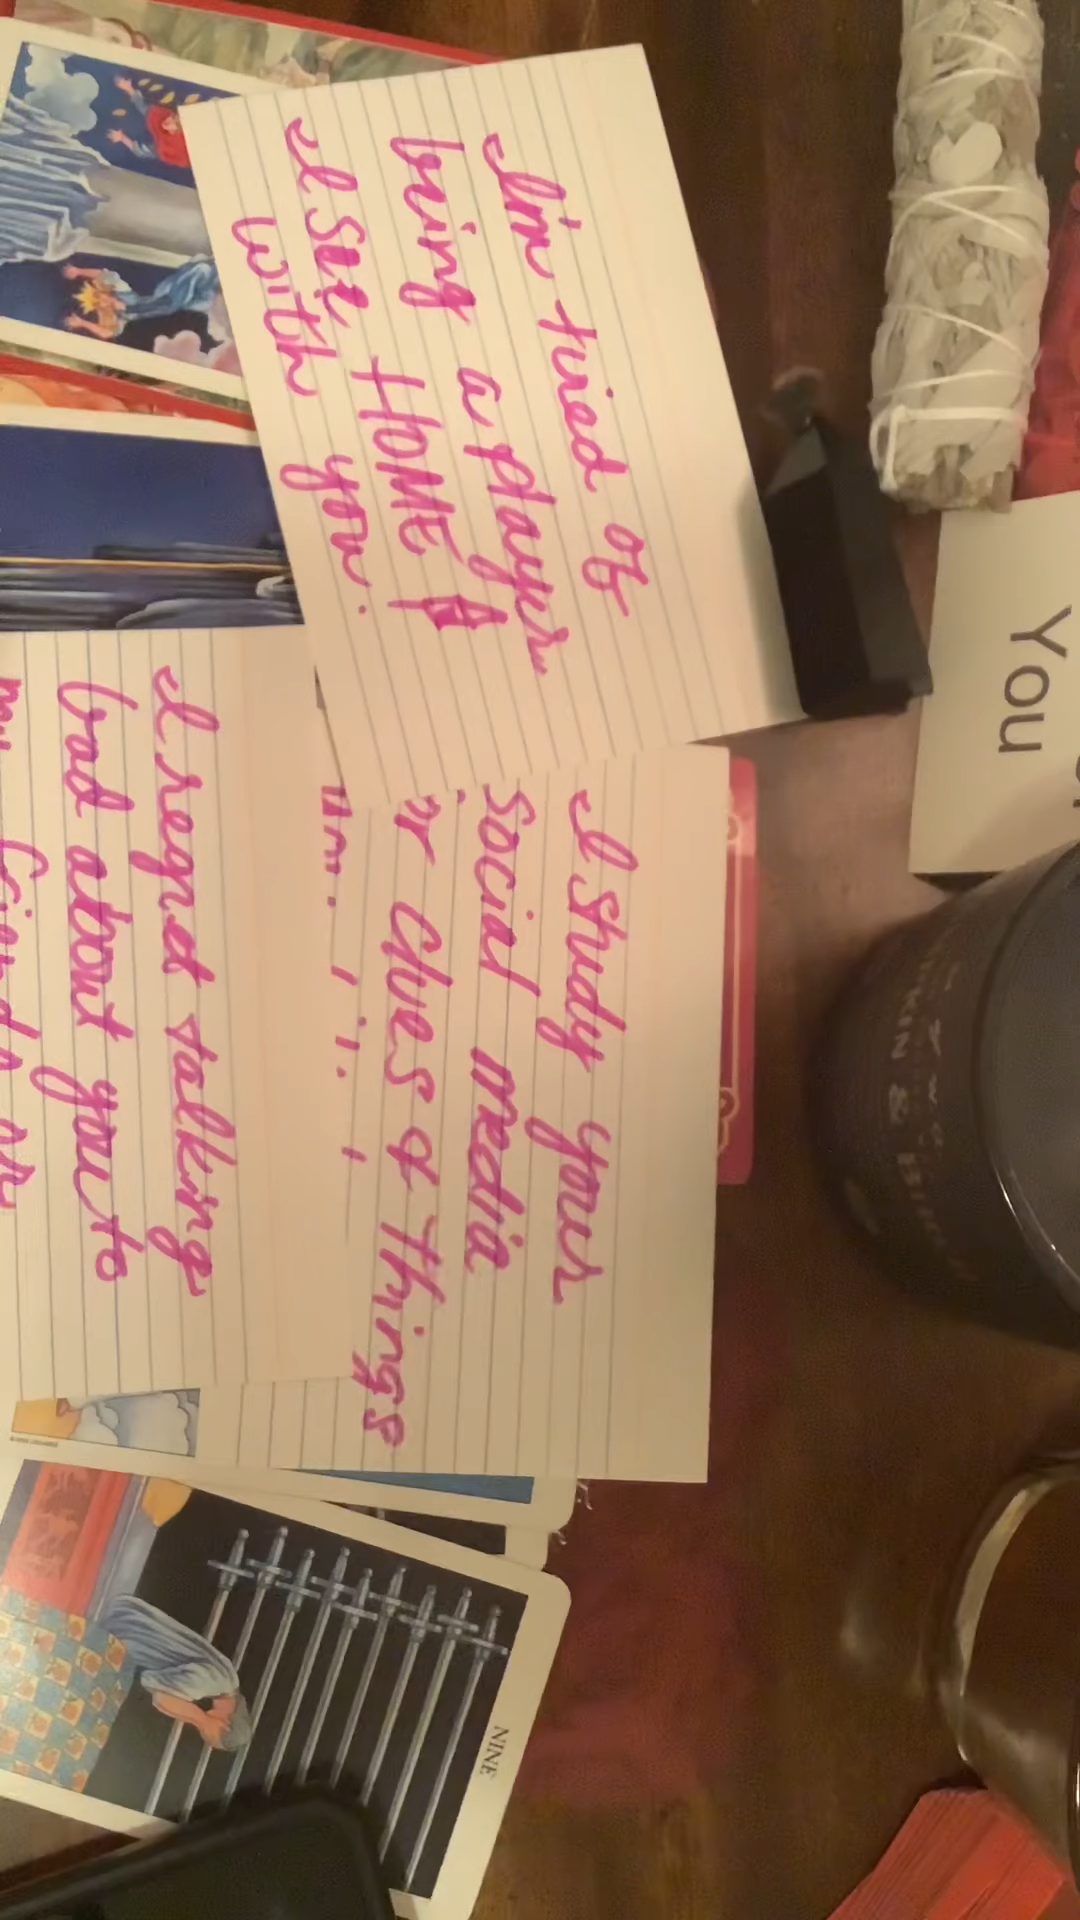 I'm tired of
being a player
I see HOME
with you.
I study your
social media
clues & things
I regret talking
bad about you to
You
NINE